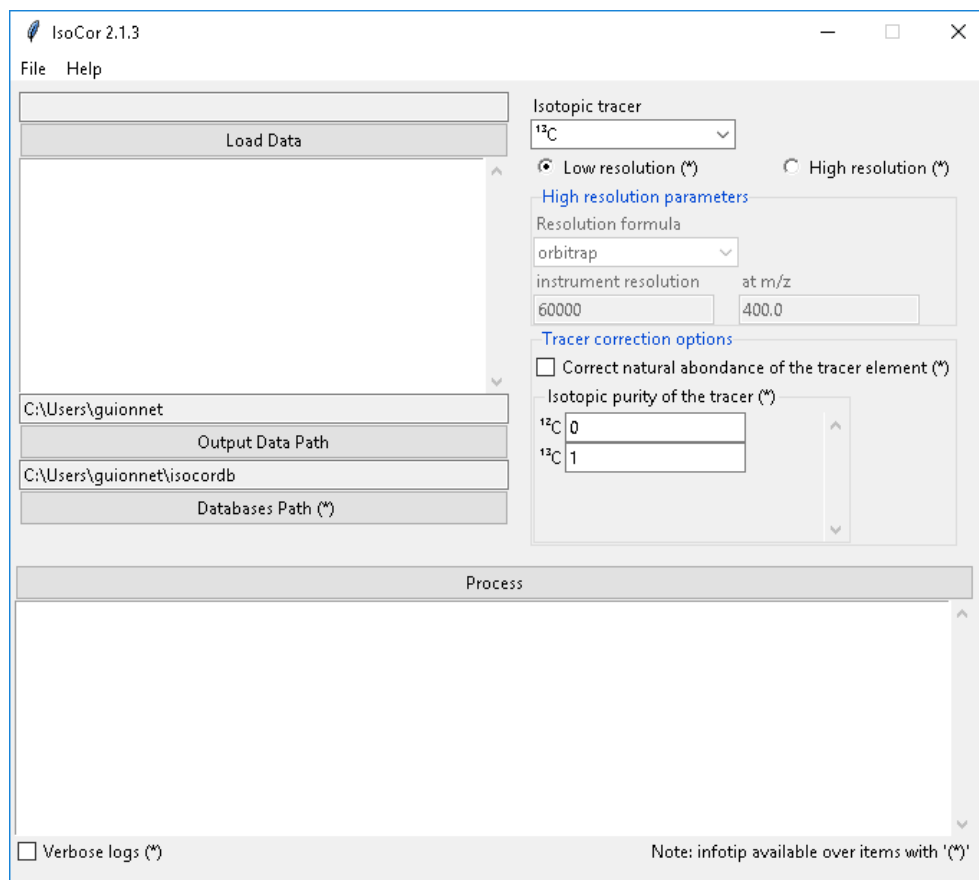 IsoCor 2.1.3
File Help
Load Data
C:\Users\guionnet
Output Data Path
C:\Users\guionnet\isocordb
Databases Path (*)
Isotopic tracer
¹³C
Low resolution (*) High resolution (*)
High resolution parameters
Resolution formula
orbitrap
instrument resolution at m/z
60000 400.0
Tracer correction options
Correct natural abondance of the tracer element (*)
Isotopic purity of the tracer (*)
¹²C 0
¹³C 1
Process
Verbose logs (*) Note: infotip available over items with '(*)'